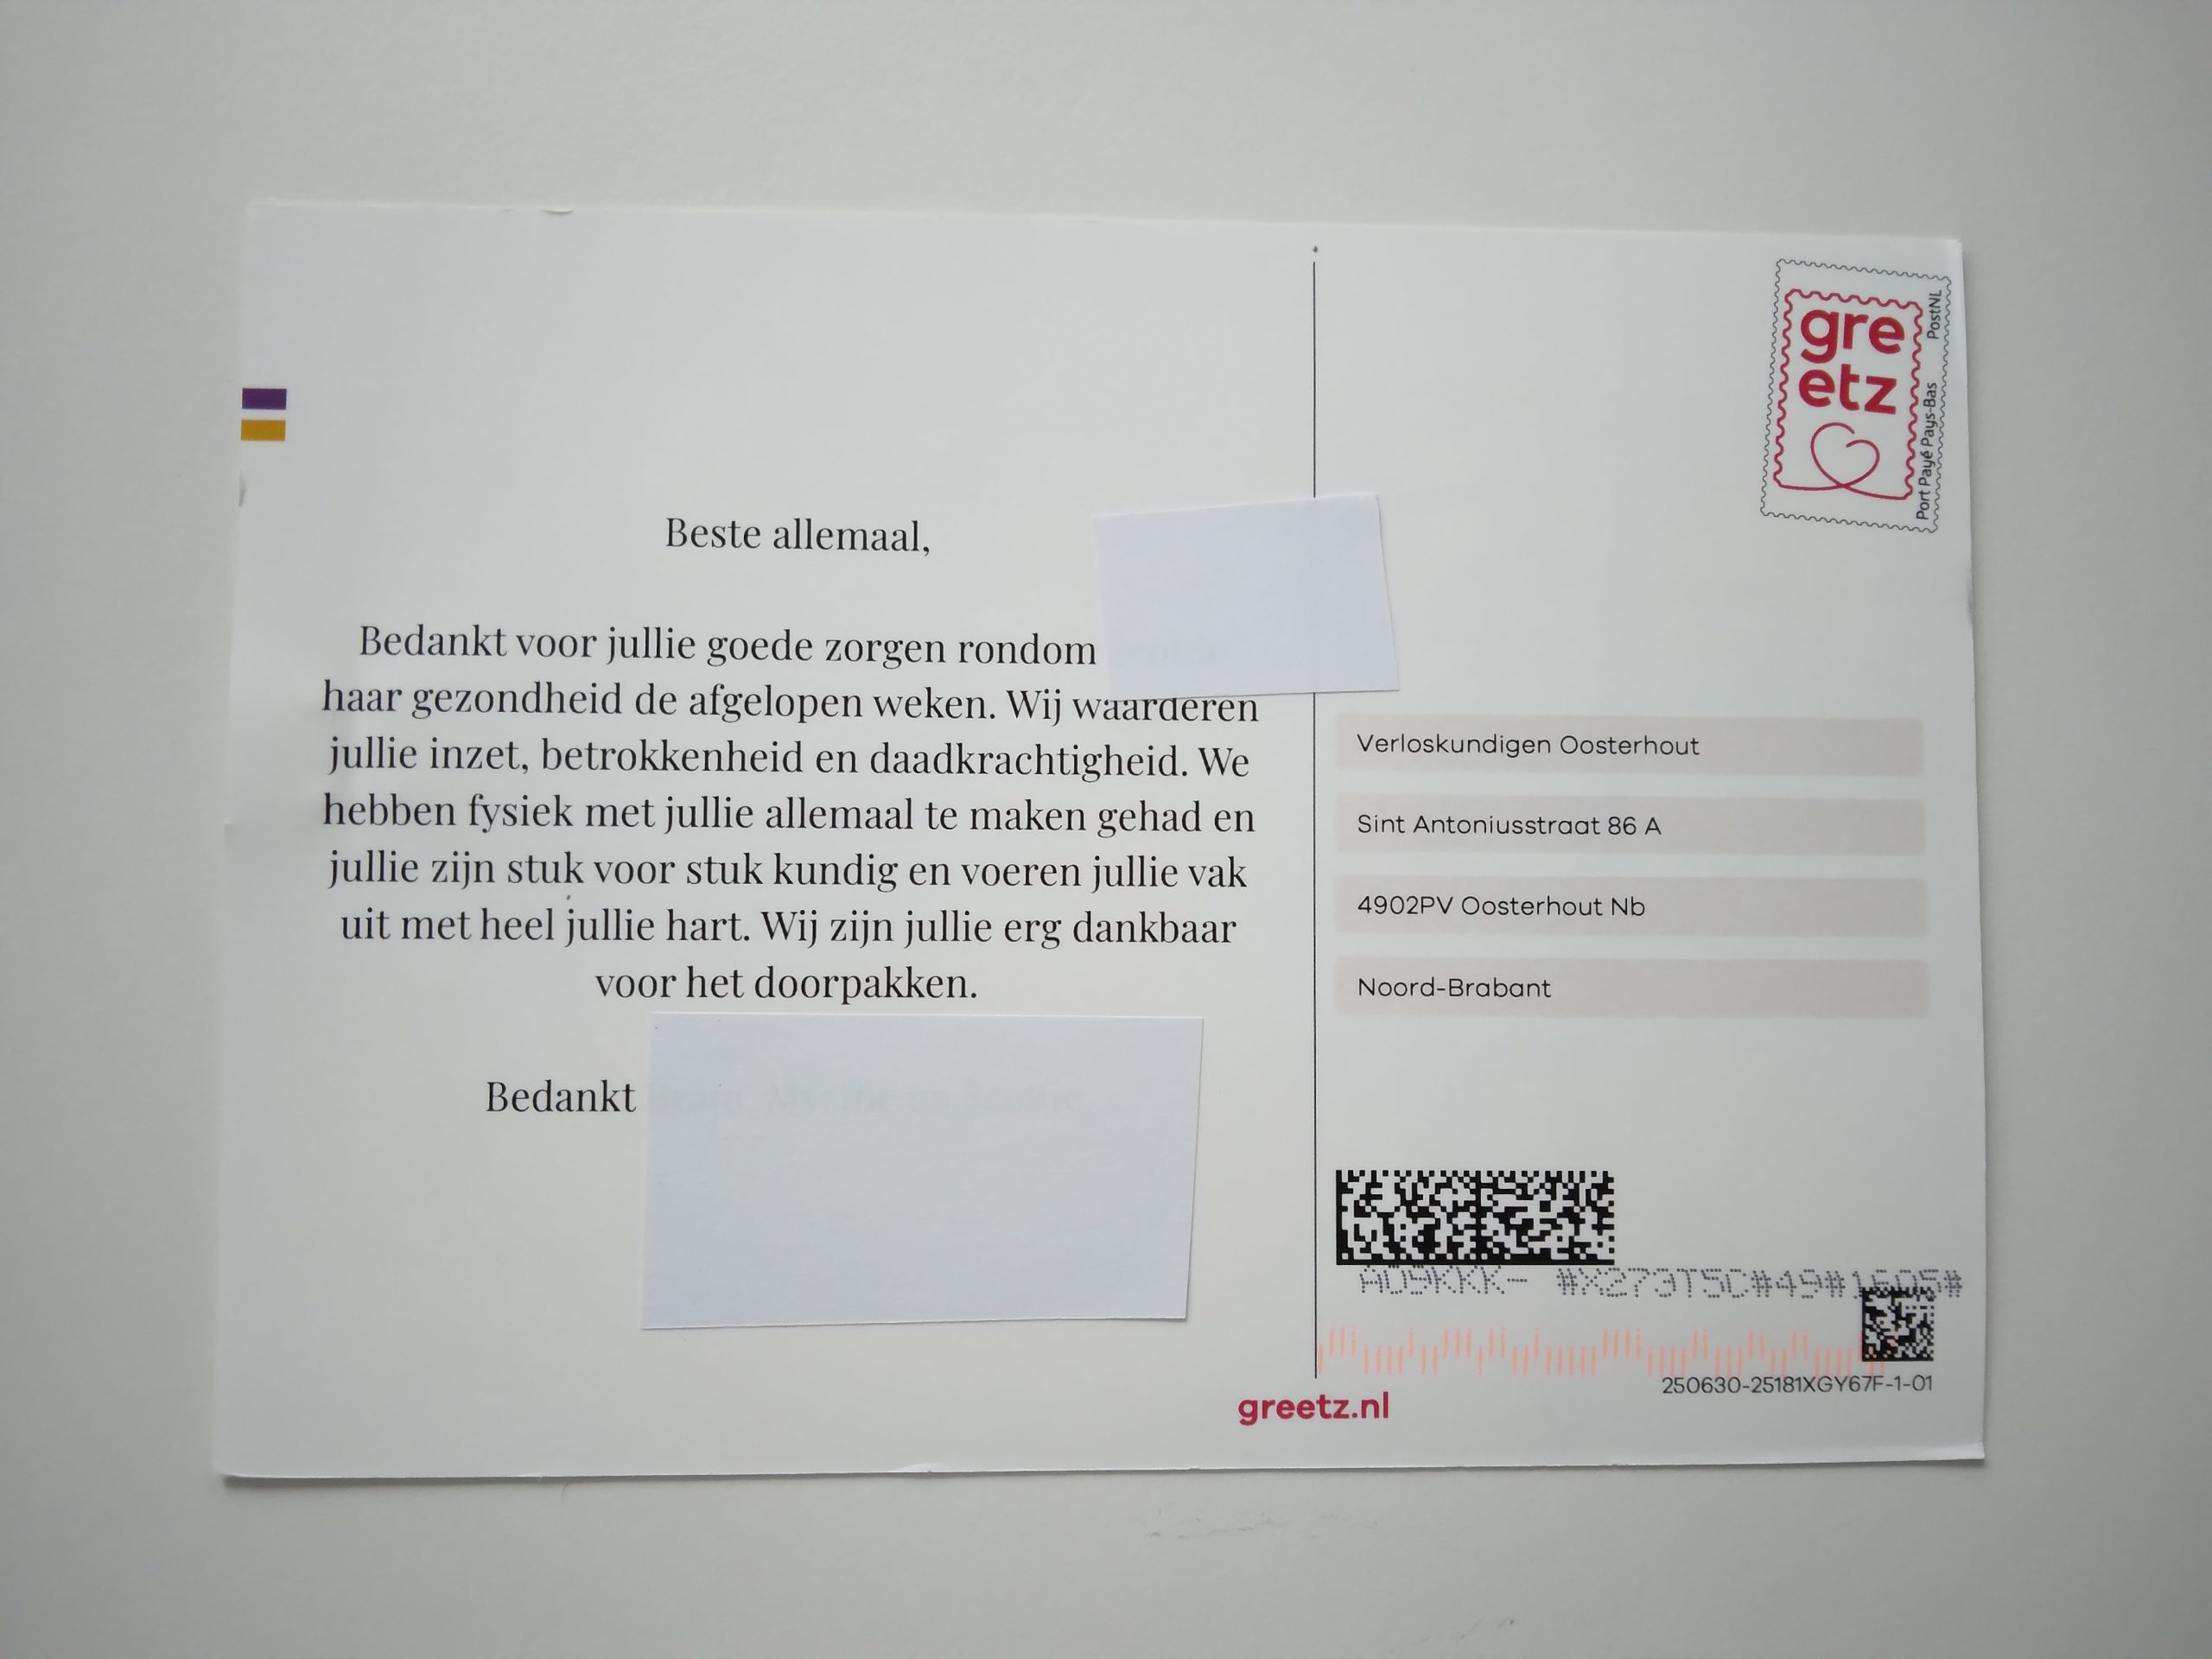 Beste allemaal,
Bedankt voor jullie goede zorgen rondom
haar gezondheid de afgelopen weken. Wij waarderen
jullie inzet, betrokkenheid en daadkrachtigheid. We
hebben fysiek met jullie allemaal te maken gehad en
jullie zijn stuk voor stuk kundig en voeren jullie vak
uit met heel jullie hart. Wij zijn jullie erg dankbaar
voor het doorpakken.
Bedankt
gre
etz
Port Payé Pays-Bas PostNL
Verloskundigen Oosterhout
Sint Antoniusstraat 86 A
4902PV Oosterhout Nb
Noord-Brabant
250630-25181XGY67F-1-01
greetz.nl